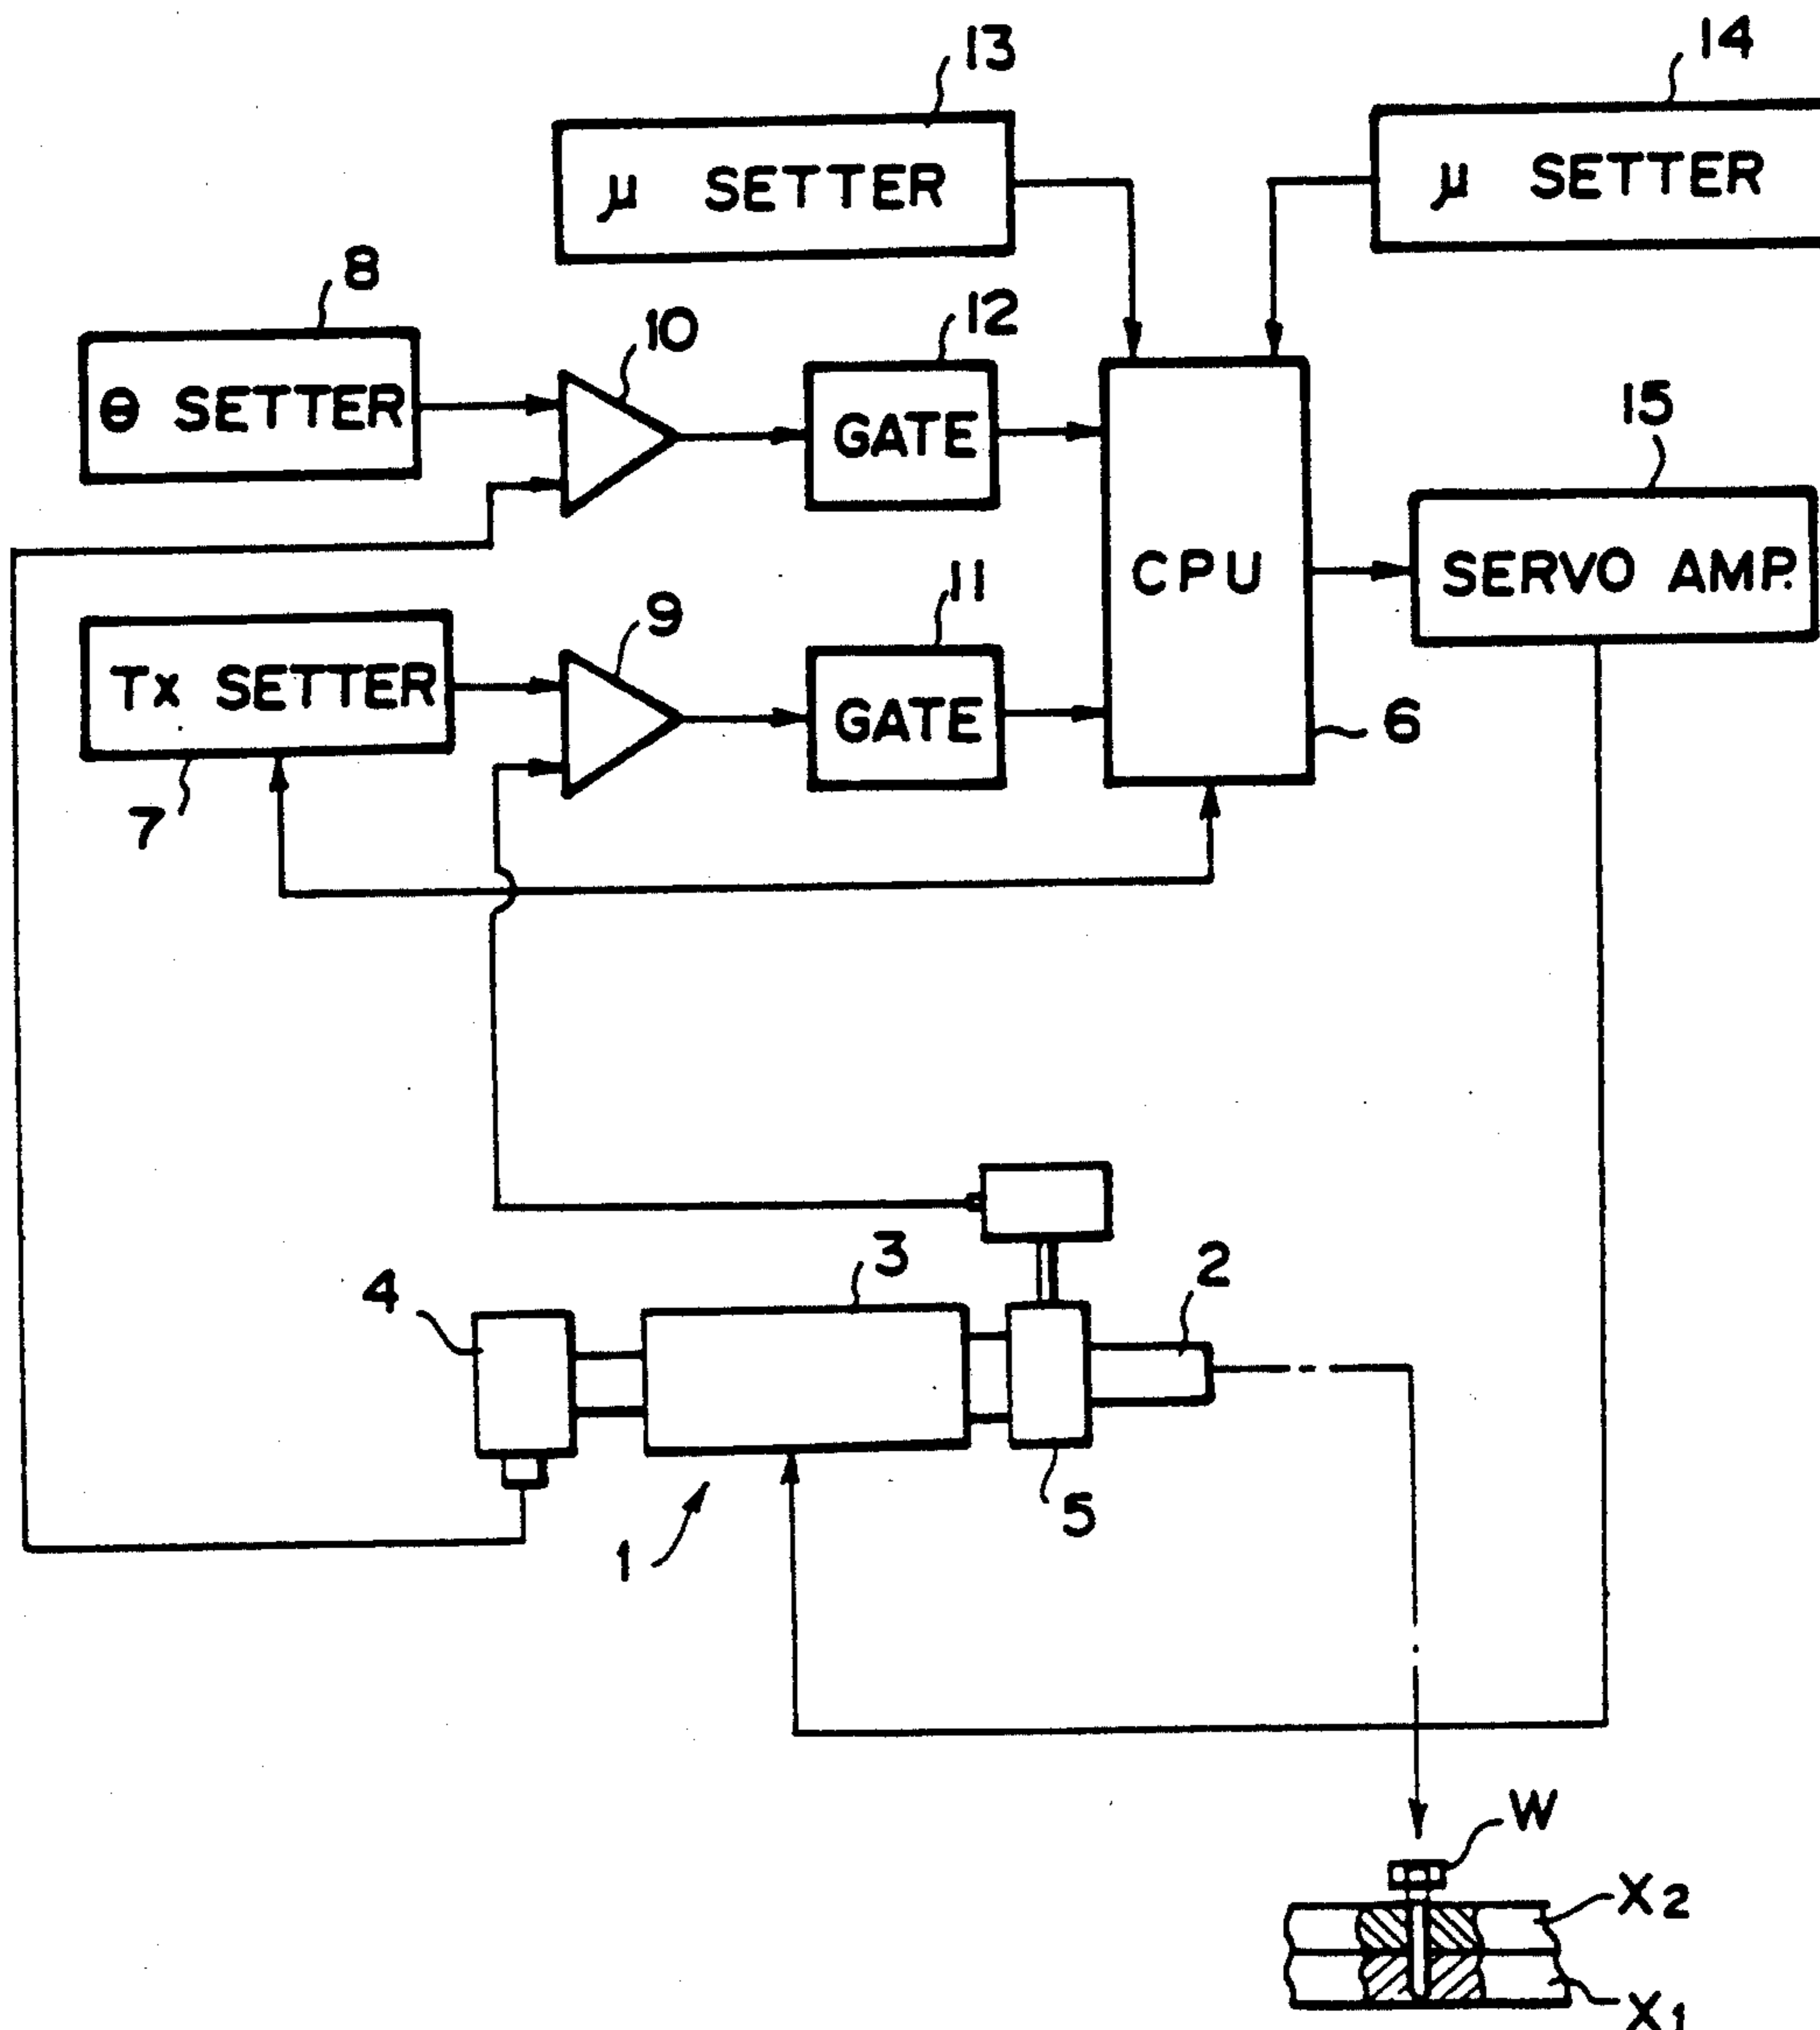 13
14
μ SETTER
μ SETTER
8
10
12
θ SETTER
GATE
15
CPU
SERVO AMP.
9
11
Tx SETTER
GATE
6
7
3
2
4
5
1
W
X2
X1